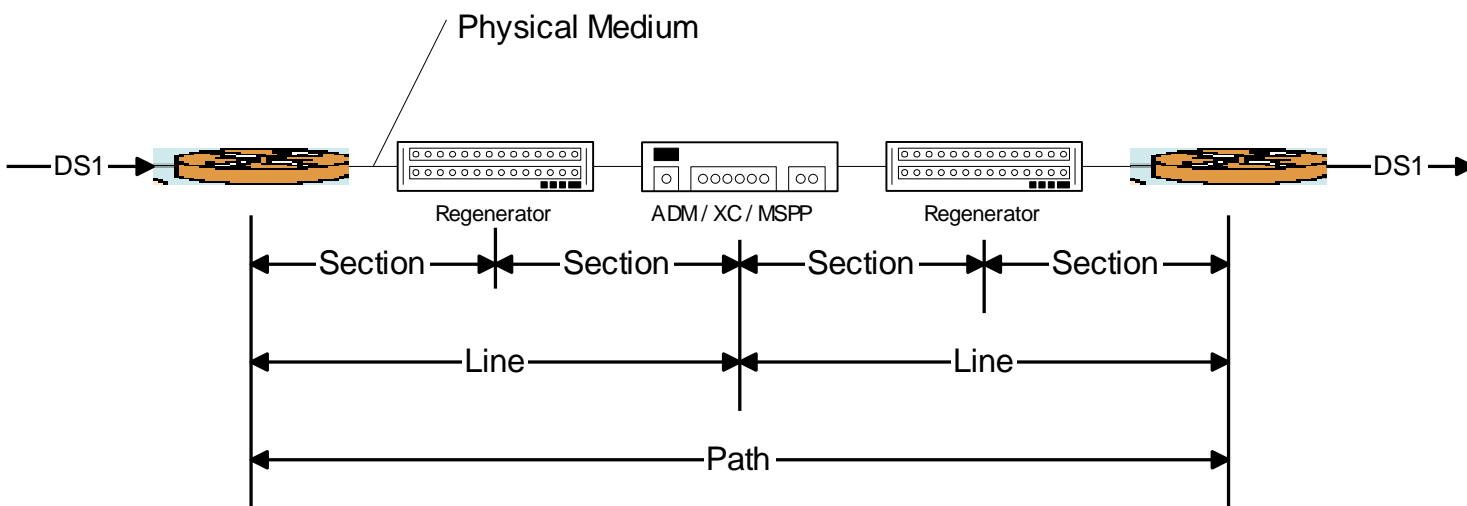 Physical Medium
DS1
DS1
Regenerator
ADM / XC / MSPP
Regenerator
Section
Section
Section
Section
Line
Line
Path